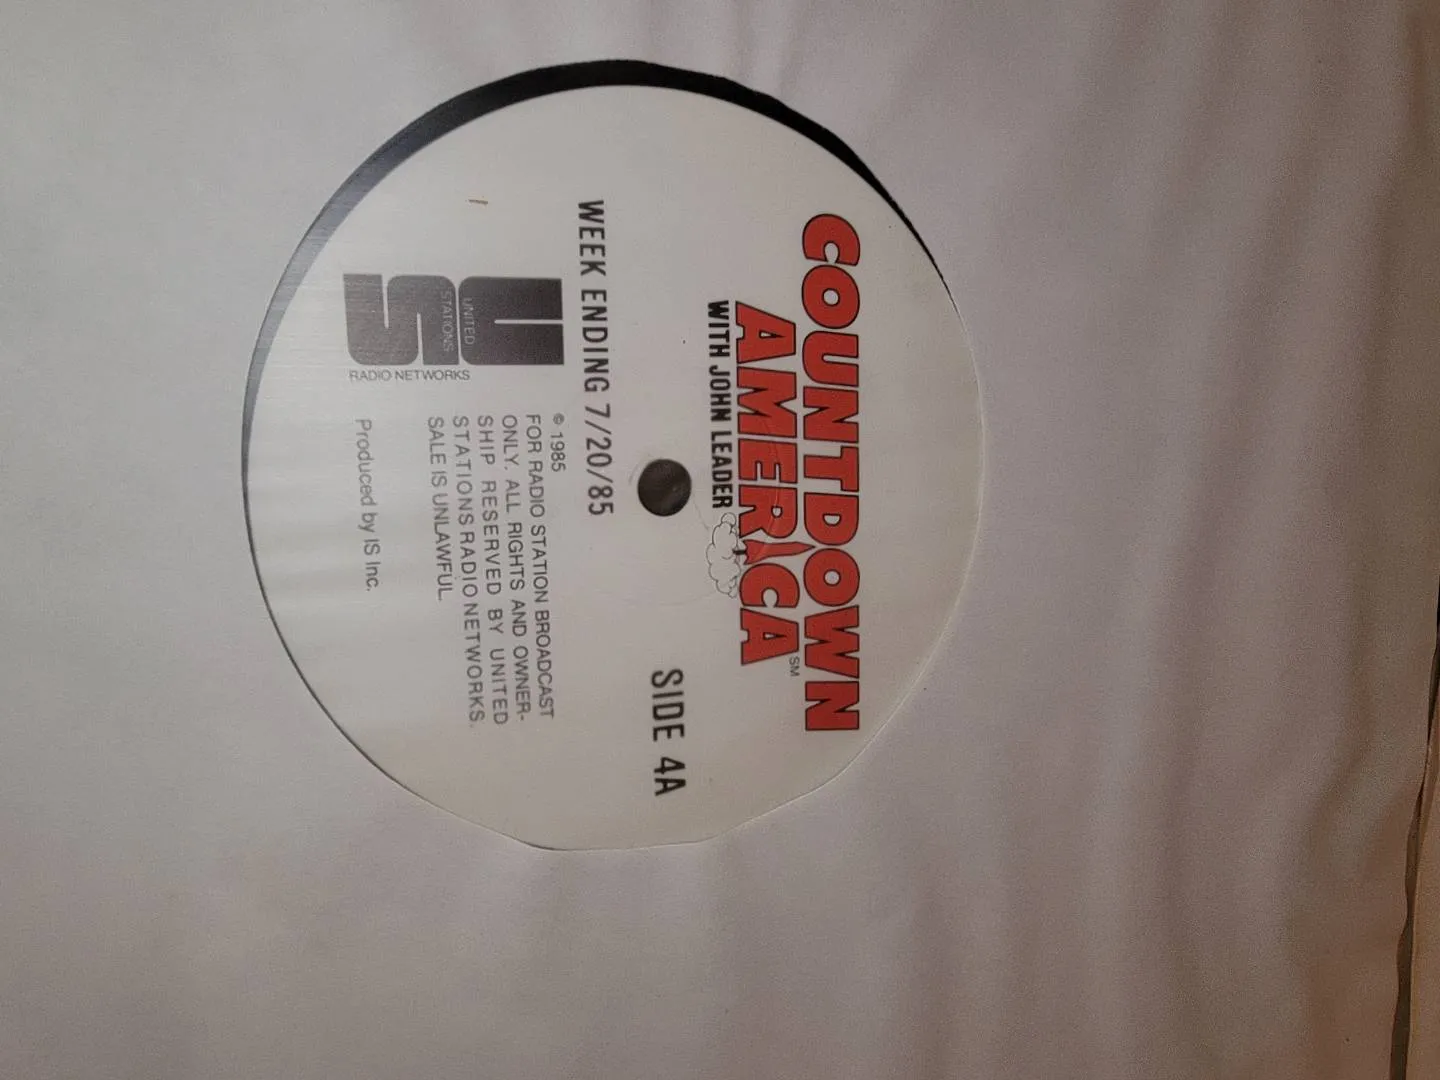 COUNTDOWN
AMERICA SM
WITH JOHN LEADER
SIDE 4A
WEEK ENDING 7/20/85
US
UNITED
STATIONS
RADIO NETWORKS
© 1985
FOR RADIO STATION BROADCAST
ONLY. ALL RIGHTS AND OWNER-
SHIP RESERVED BY UNITED
STATIONS RADIO NETWORKS.
SALE IS UNLAWFUL.
Produced by IS Inc.